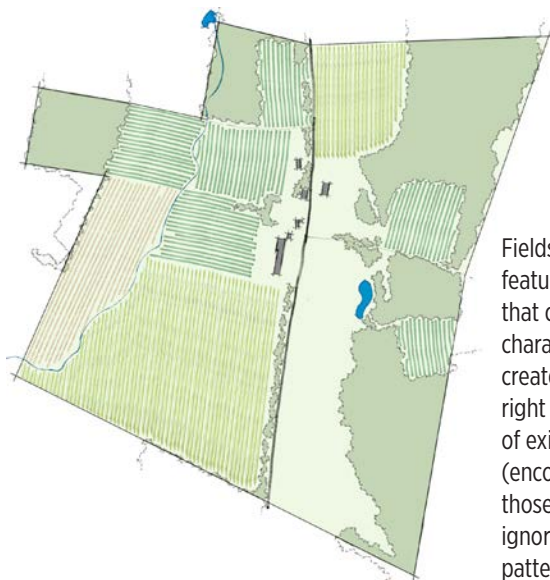 Fields
featu
that c
chara
create
right
of exi
(enco
those
ignor
patte